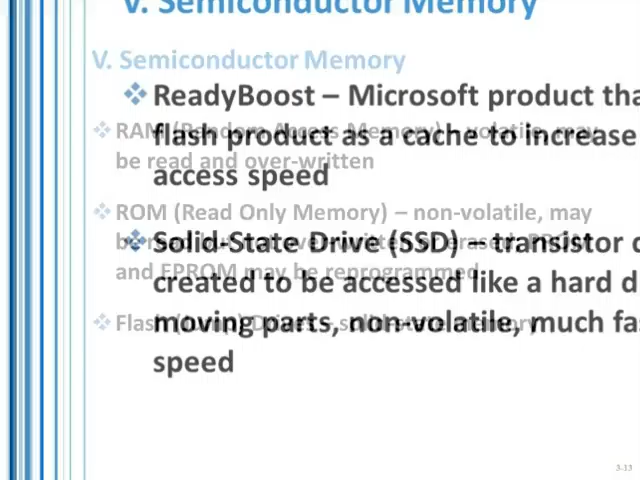 V. Semiconductor Memory
V. Semiconductor Memory
ReadyBoost – Microsoft product tha
flash product as a cache to increase
access speed
RAM (Random Access Memory) – volatile, may
be read and over-written
ROM (Read Only Memory) – non-volatile, may
Solid-State Drive (SSD) – transistor
created to be accessed like a hard d
moving parts, non-volatile, much fa
speed
and EPROM may be reprogrammed
3-13